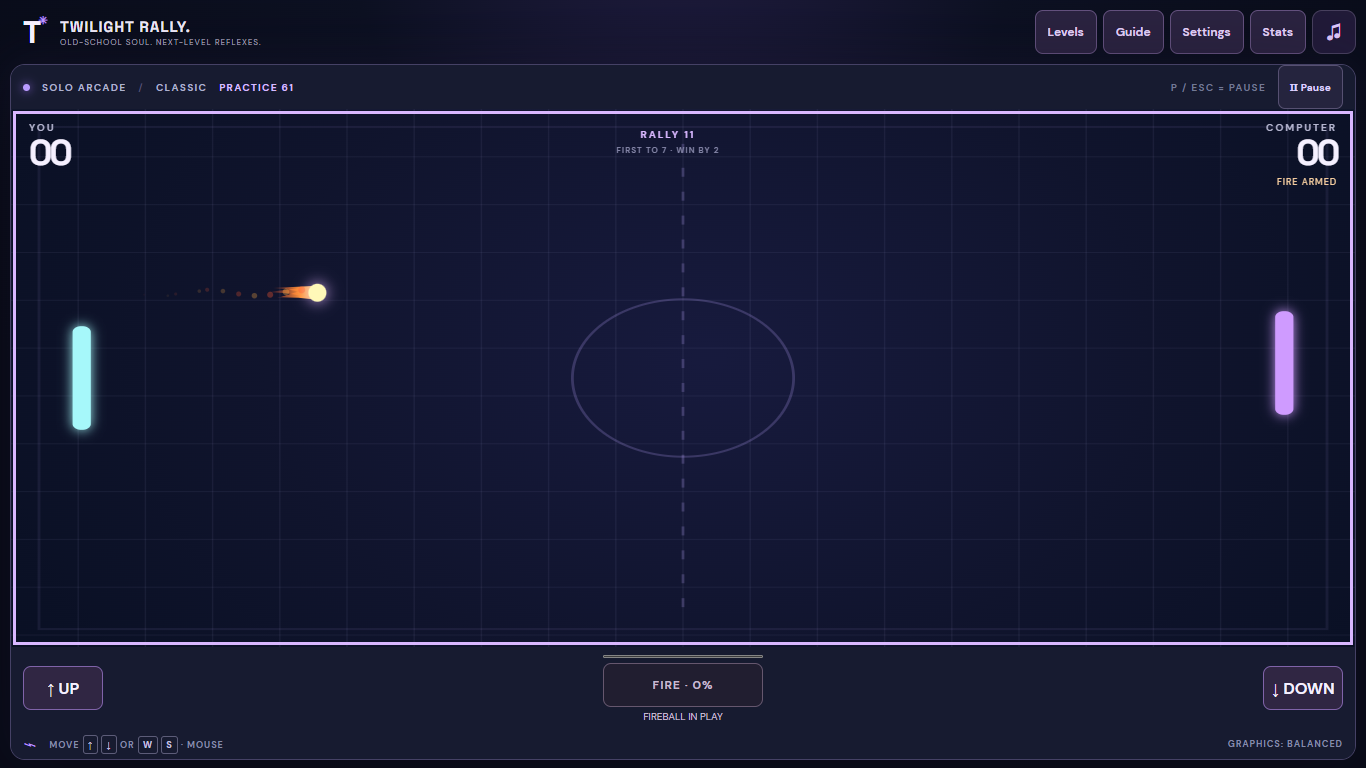 T*
TWILIGHT RALLY.
OLD-SCHOOL SOUL. NEXT-LEVEL REFLEXES.
Levels
Guide
Settings
Stats
SOLO ARCADE / CLASSIC PRACTICE 61
P / ESC = PAUSE
II Pause
YOU
00
RALLY 11
FIRST TO 7 · WIN BY 2
COMPUTER
00
FIRE ARMED
↑ UP
FIRE · 0%
FIREBALL IN PLAY
↓ DOWN
MOVE ↑ ↓ OR W S · MOUSE
GRAPHICS: BALANCED